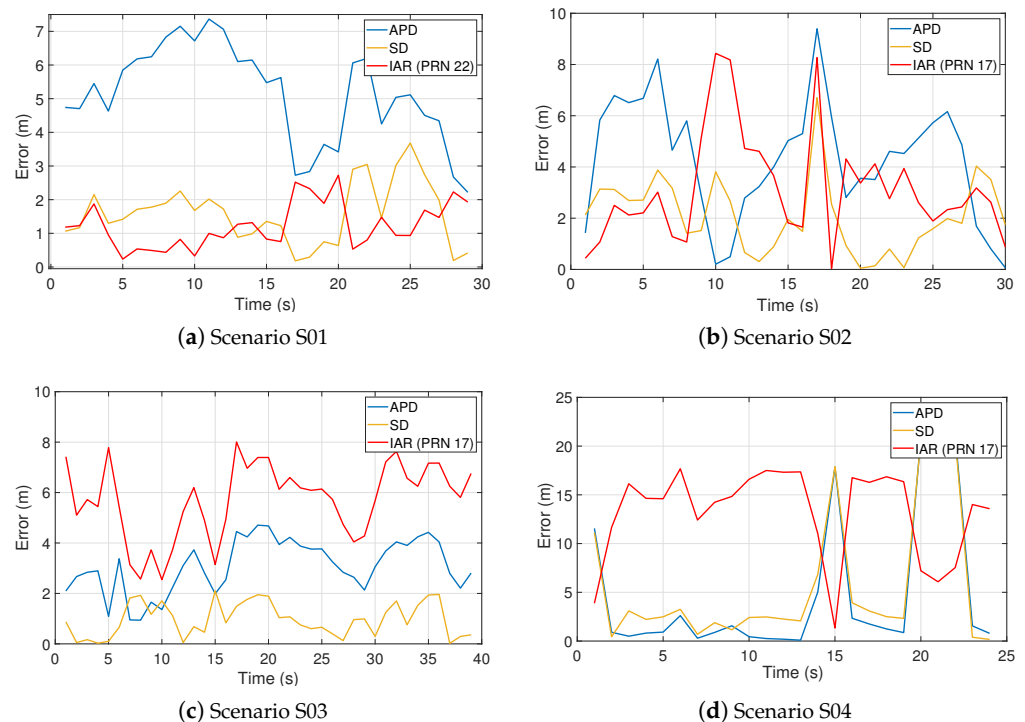 APD
SD
IAR (PRN 22)
7
6
5
4
3
2
1
0
Error (m)
0 5 10 15 20 25 30
Time (s)
(a) Scenario S01
APD
SD
IAR (PRN 17)
10
8
6
4
2
0
Error (m)
0 5 10 15 20 25 30
Time (s)
(b) Scenario S02
APD
SD
IAR (PRN 17)
10
8
6
4
2
0
Error (m)
0 5 10 15 20 25 30 35 40
Time (s)
(c) Scenario S03
APD
SD
IAR (PRN 17)
25
20
15
10
5
0
Error (m)
0 5 10 15 20 25
Time (s)
(d) Scenario S04